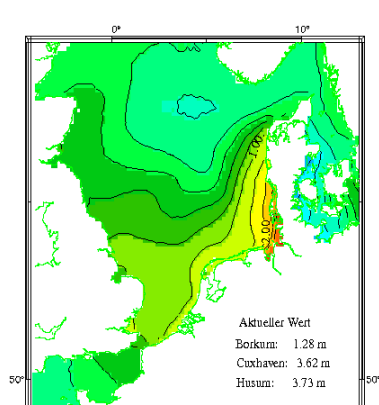 0° 10°
1.00
2.00
Aktueller Wert
Borkum: 1.28 m
Cuxhaven: 3.62 m
Husum: 3.73 m
50° 50°